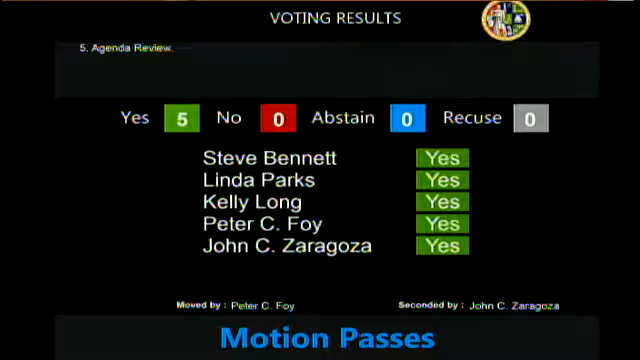 VOTING RESULTS
5. Agenda Review.
Yes 5 No 0 Abstain 0 Recuse 0
Steve Bennett Yes
Linda Parks Yes
Kelly Long Yes
Peter C. Foy Yes
John C. Zaragoza Yes
Moved by : Peter C. Foy Seconded by : John C. Zaragoza
Motion Passes